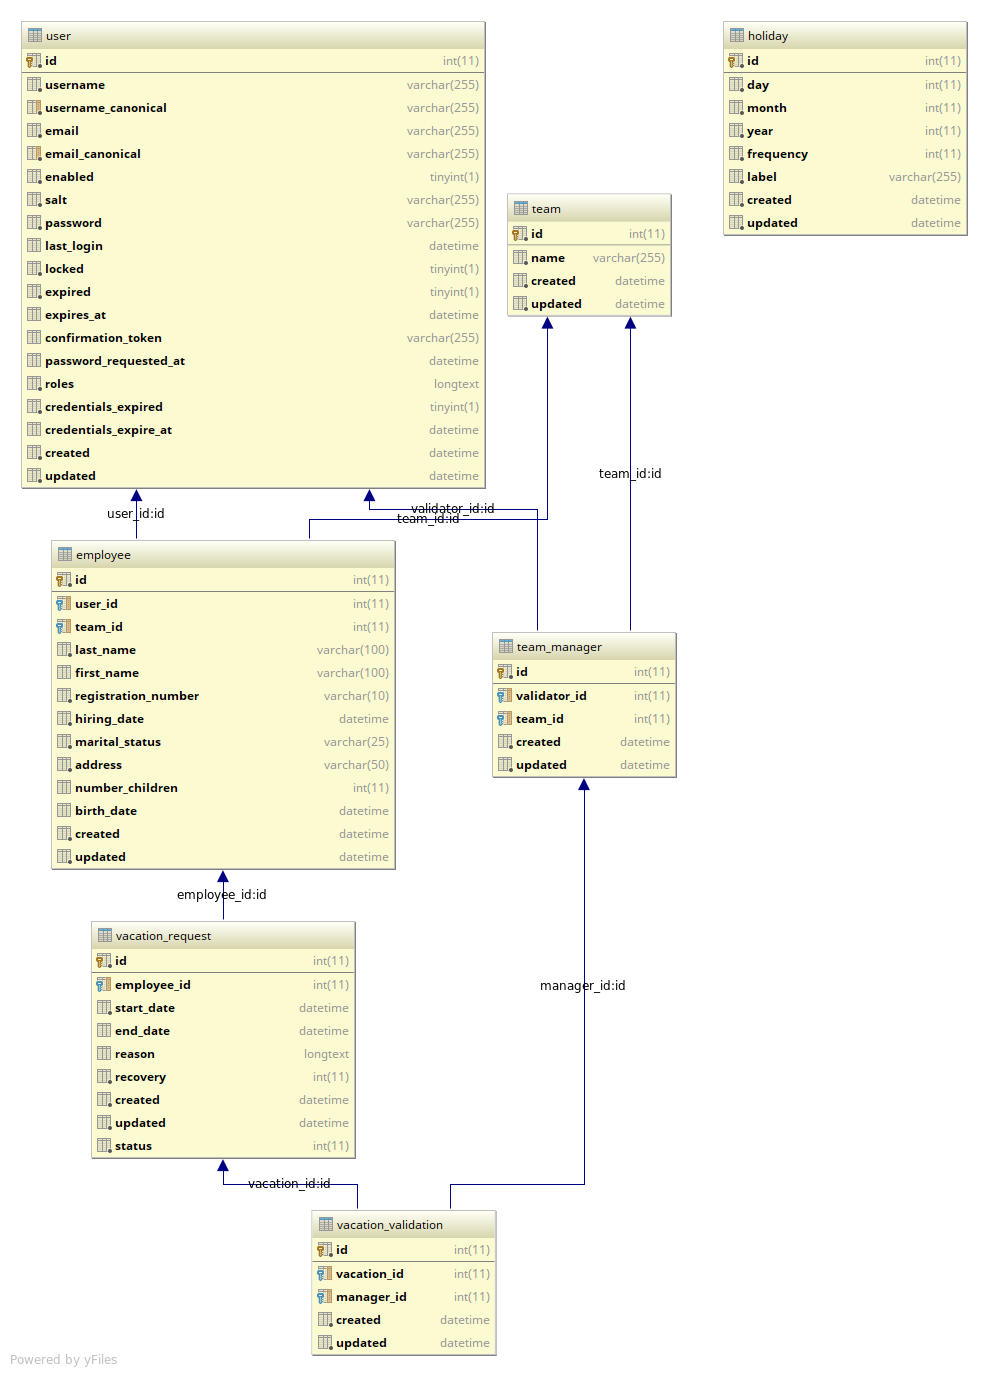 user
id int(11)
username varchar(255)
username_canonical varchar(255)
email varchar(255)
email_canonical varchar(255)
enabled tinyint(1)
salt varchar(255)
password varchar(255)
last_login datetime
locked tinyint(1)
expired tinyint(1)
expires_at datetime
confirmation_token varchar(255)
password_requested_at datetime
roles longtext
credentials_expired tinyint(1)
credentials_expire_at datetime
created datetime
updated datetime
holiday
id int(11)
day int(11)
month int(11)
year int(11)
frequency int(11)
label varchar(255)
created datetime
updated datetime
team
id int(11)
name varchar(255)
created datetime
updated datetime
team_id:id
user_id:id
validator_id:id
team_id:id
employee
id int(11)
user_id int(11)
team_id int(11)
last_name varchar(100)
first_name varchar(100)
registration_number varchar(10)
hiring_date datetime
marital_status varchar(25)
address varchar(50)
number_children int(11)
birth_date datetime
created datetime
updated datetime
team_manager
id int(11)
validator_id int(11)
team_id int(11)
created datetime
updated datetime
employee_id:id
vacation_request
id int(11)
employee_id int(11)
start_date datetime
end_date datetime
reason longtext
recovery int(11)
created datetime
updated datetime
status int(11)
manager_id:id
vacation_id:id
vacation_validation
id int(11)
vacation_id int(11)
manager_id int(11)
created datetime
updated datetime
Powered by yFiles